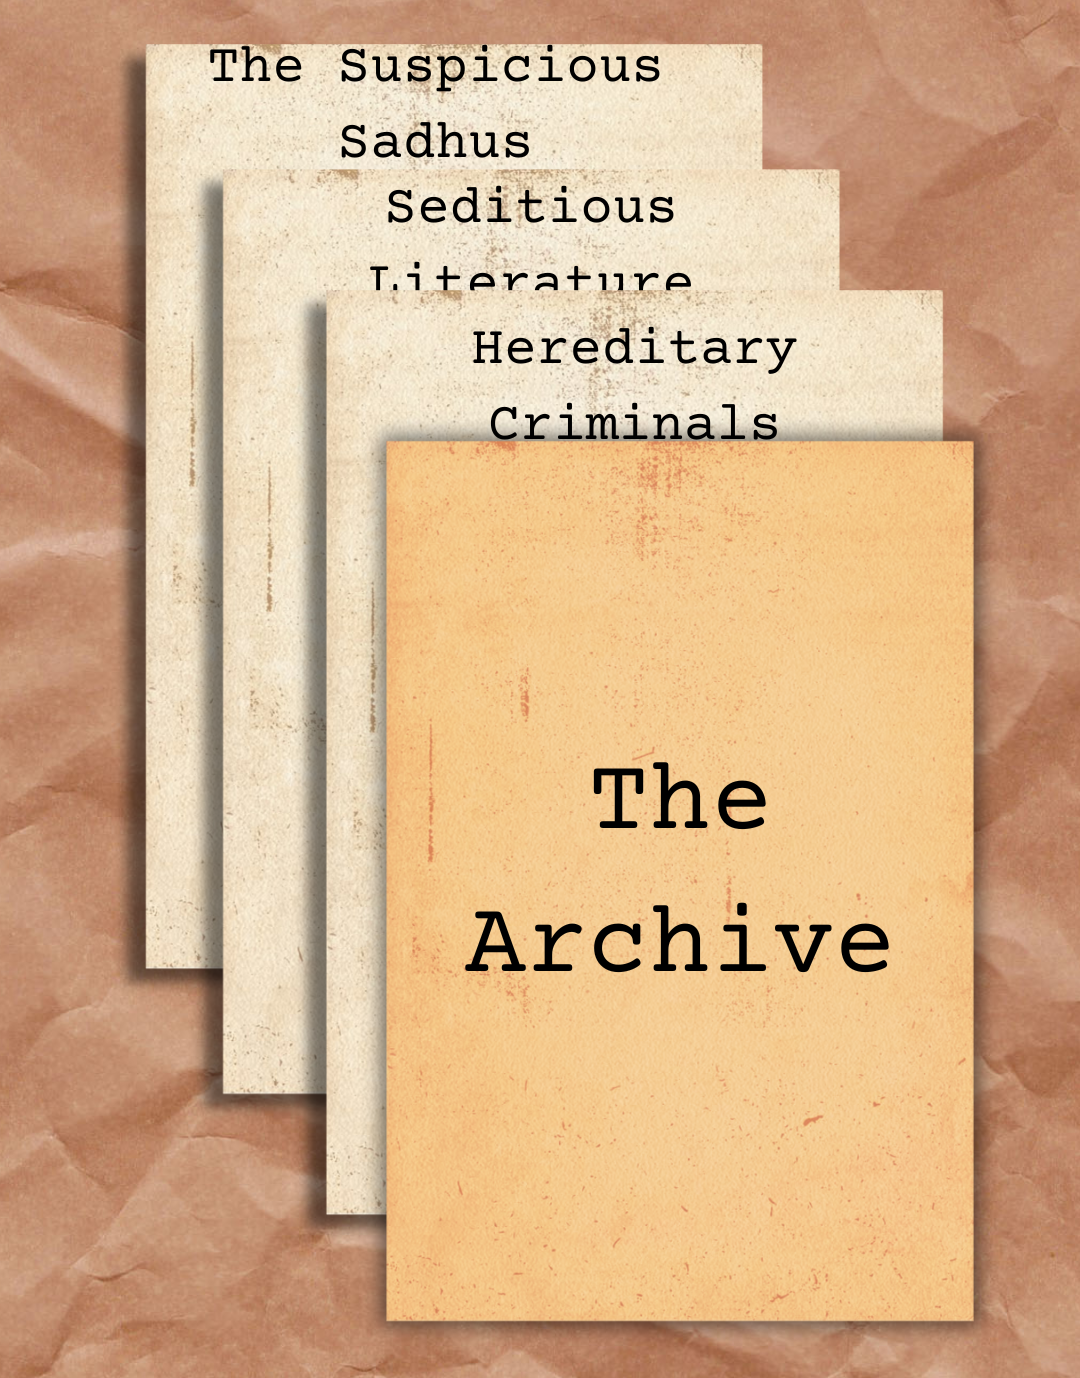 The Suspicious
Sadhus
Seditious
Literature
Hereditary
Criminals
The
Archive